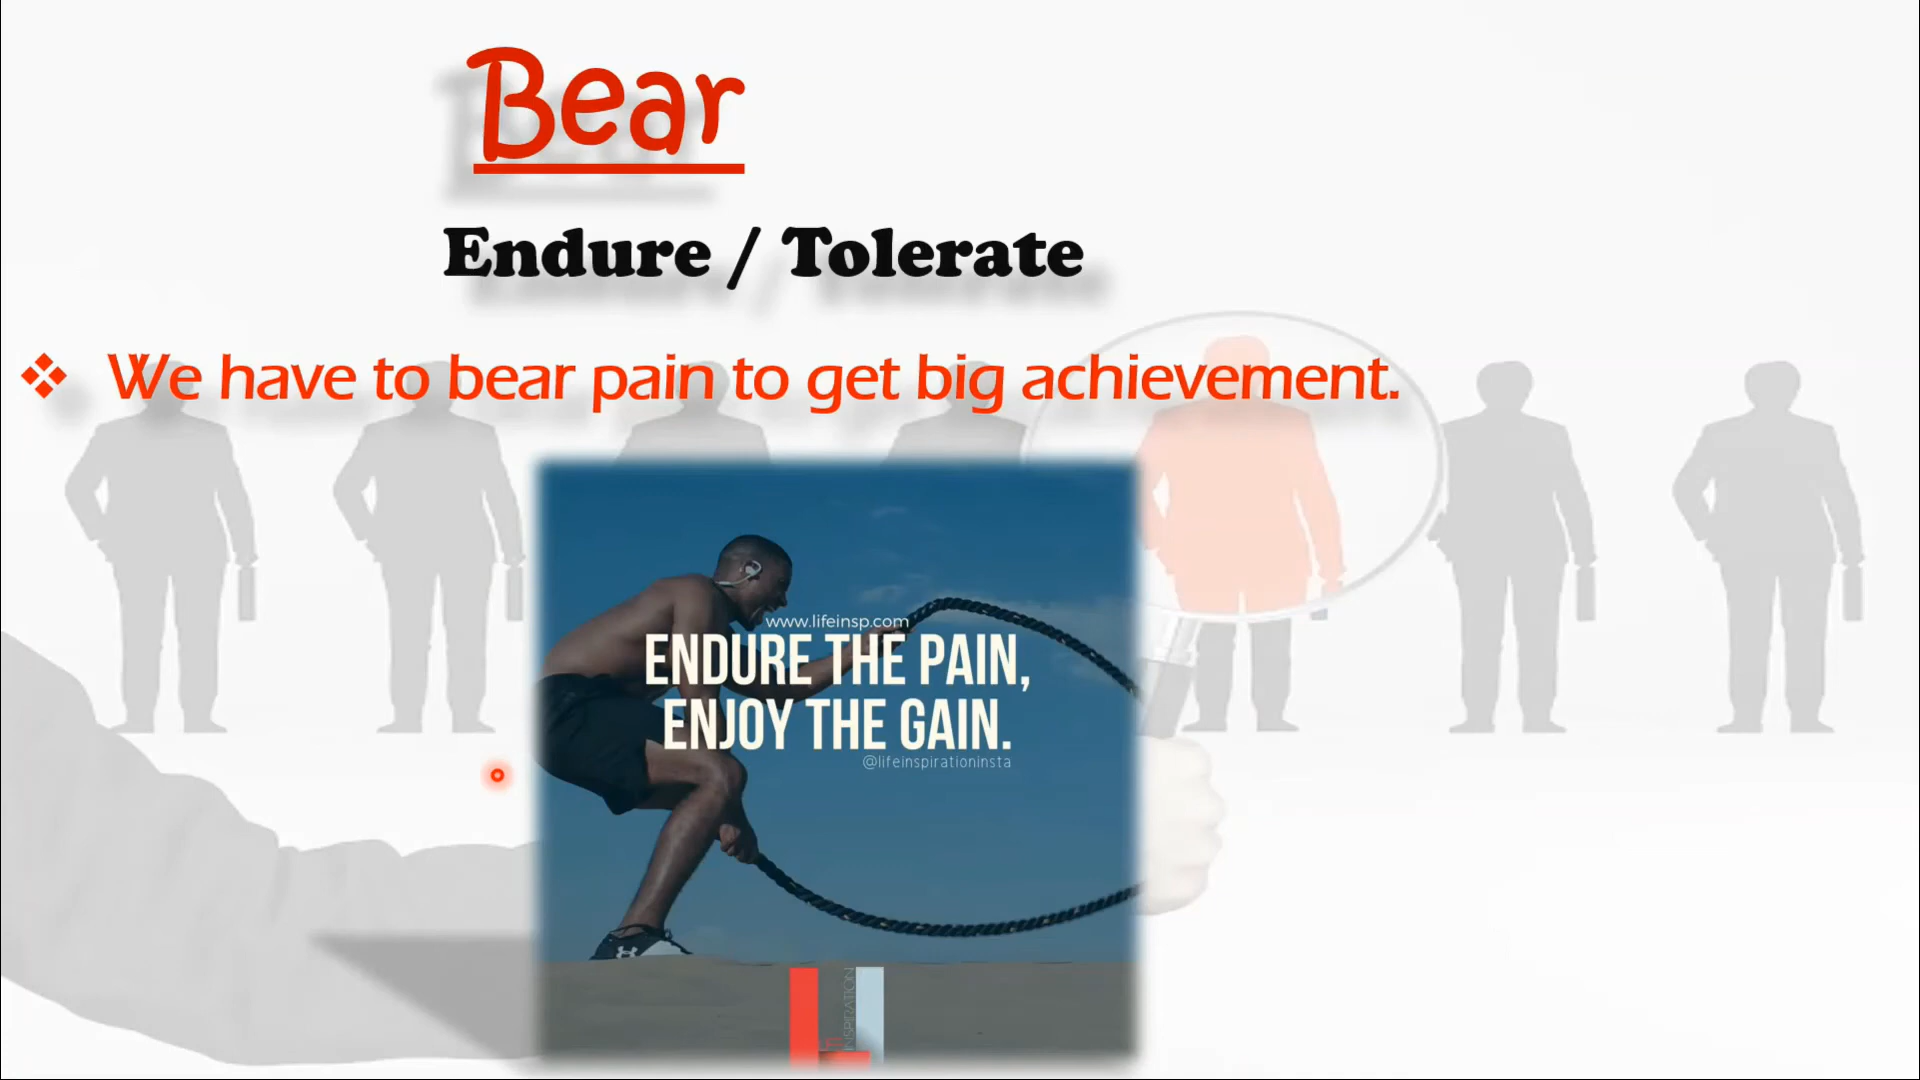 Bear
Endure / Tolerate
We have to bear pain to get big achievement.
www.lifeinsp.com
ENDURE THE PAIN,
ENJOY THE GAIN.
@lifeinspirationinsta
INSPIRATION